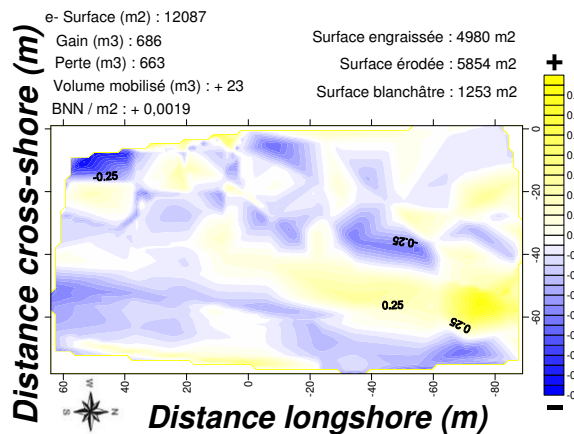 e- Surface (m2) : 12087
Gain (m3) : 686
Perte (m3) : 663
Volume mobilisé (m3) : + 23
BNN / m2 : + 0,0019
Surface engraissée : 4980 m2
Surface érodée : 5854 m2
Surface blanchâtre : 1253 m2
+
Distance cross-shore (m)
-0.25
-0.25
0.25
0.25
0
-20
-40
-60
60
40
20
0
-20
-40
-60
-80
W
S
N
Distance longshore (m)
−